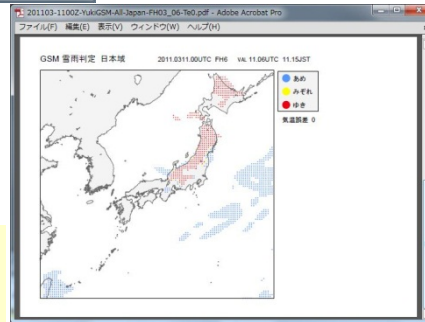 201103-1100Z-YukiGSM-All-Japan-FH03_06-Te0.pdf - Adobe Acrobat Pro
ファイル(F) 編集(E) 表示(V) ウィンドウ(W) ヘルプ(H)
GSM 雪雨判定 日本域 2011.0311.00UTC FH6 VAL 11.06UTC 11.15JST
あめ
みぞれ
ゆき
気温誤差 0